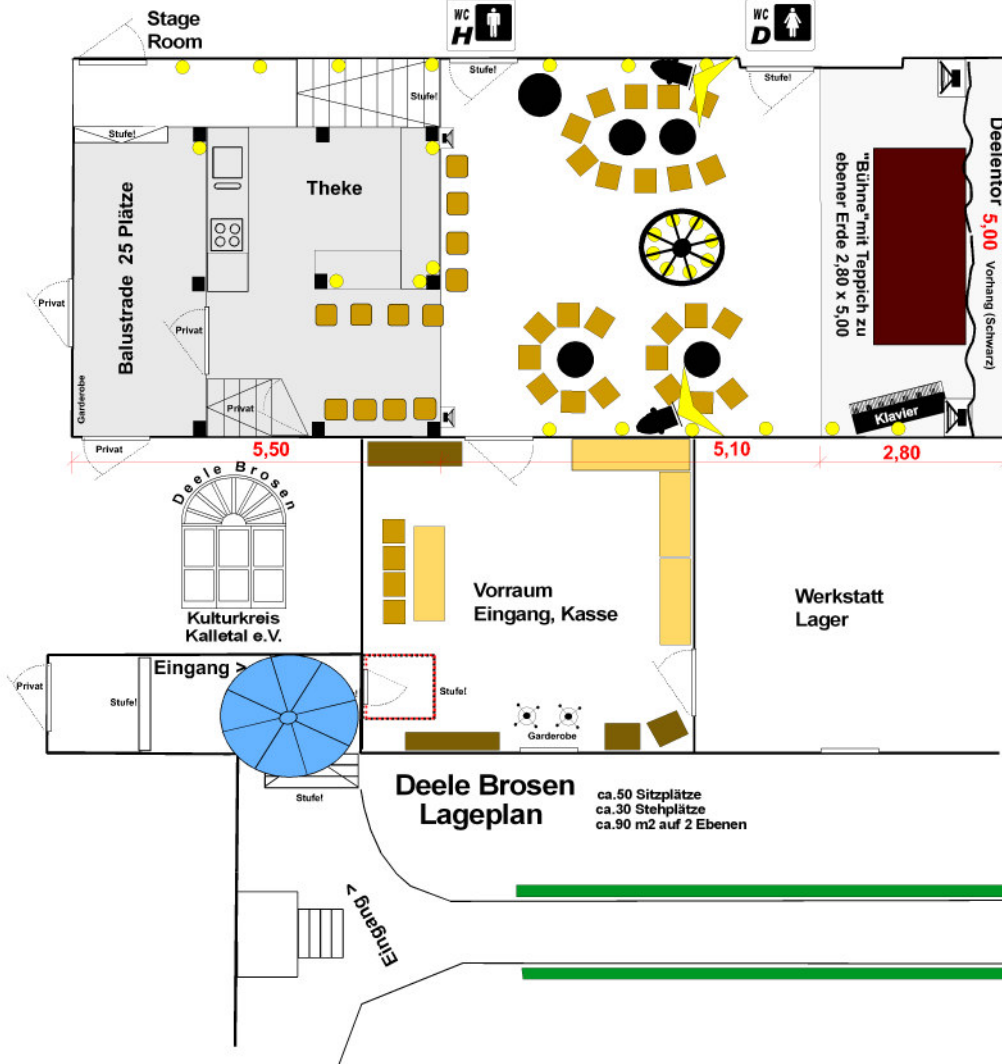 Stage
Room
WC
H
WC
D
Stufe!
Stufe!
Stufe!
Stufe!
Theke
Balustrade 25 Plätze
Privat
Privat
Privat
Garderobe
Privat
"Bühne"mit Teppich zu
ebener Erde 2,80 x 5,00
Deelentor
5,00
Vorhang (Schwarz)
Klavier
5,50
5,10
2,80
Deele Brosen
Kulturkreis
Kalletal e.V.
Vorraum
Eingang, Kasse
Werkstatt
Lager
Eingang >
Privat
Stufe!
Stufe!
Garderobe
Stufe!
Deele Brosen
Lageplan
ca.50 Sitzplätze
ca.30 Stehplätze
ca.90 m2 auf 2 Ebenen
Eingang >